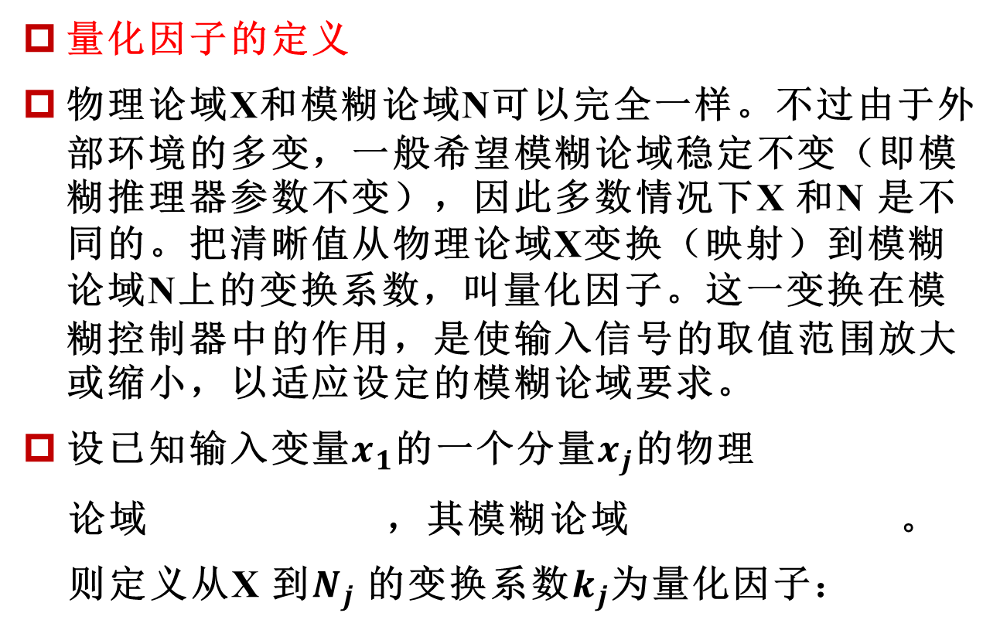 量化因子的定义
物理论域X和模糊论域N可以完全一样。不过由于外
部环境的多变，一般希望模糊论域稳定不变（即模
糊推理器参数不变），因此多数情况下X 和N 是不
同的。把清晰值从物理论域X变换（映射）到模糊
论域N上的变换系数，叫量化因子。这一变换在模
糊控制器中的作用，是使输入信号的取值范围放大
或缩小，以适应设定的模糊论域要求。
设已知输入变量x₁的一个分量xⱼ的物理
论域 ，其模糊论域 。
则定义从X 到Nⱼ 的变换系数kⱼ为量化因子：